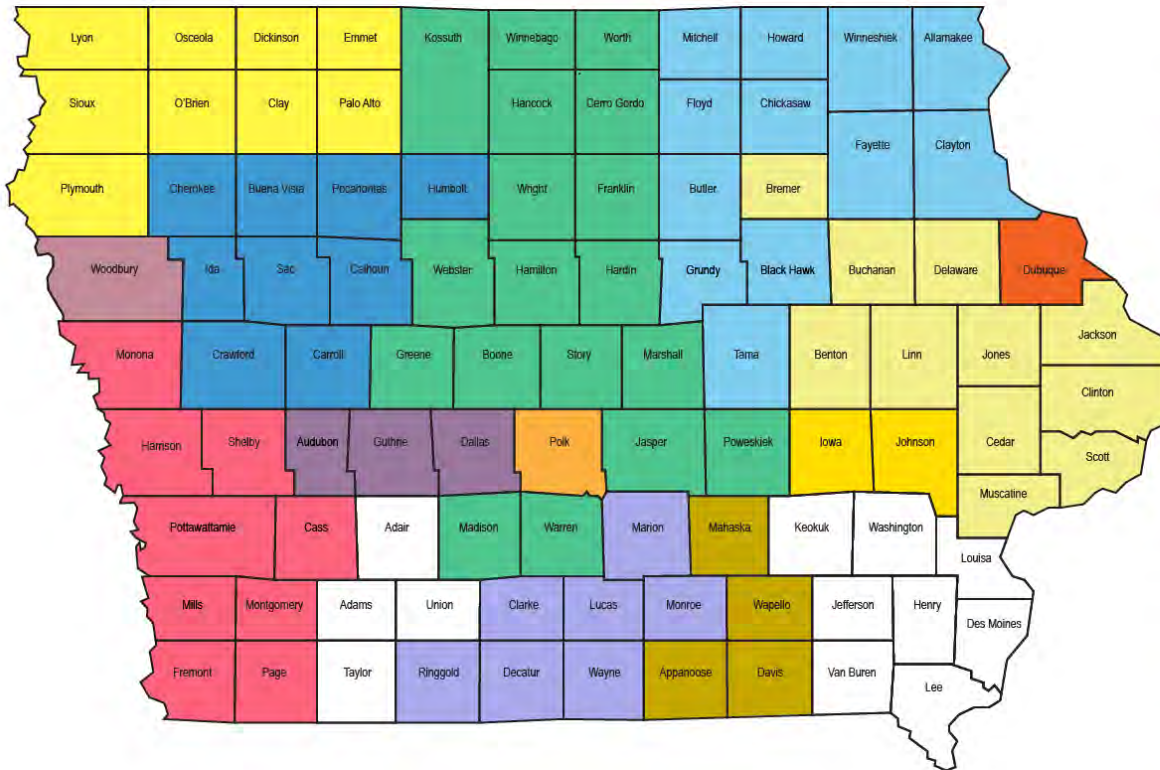 Lyon
Osceola
Dickinson
Emmet
Kossuth
Winnebago
Worth
Mitchell
Howard
Winneshiek
Allamakee
Sioux
O'Brien
Clay
Palo Alto
Hancock
Cerro Gordo
Floyd
Chickasaw
Fayette
Clayton
Plymouth
Cherokee
Buena Vista
Pocahontas
Humbolt
Wright
Franklin
Butler
Bremer
Woodbury
Ida
Sac
Calhoun
Webster
Hamilton
Hardin
Grundy
Black Hawk
Buchanan
Delaware
Dubuque
Monona
Crawford
Carroll
Greene
Boone
Story
Marshall
Tama
Benton
Linn
Jones
Jackson
Clinton
Harrison
Shelby
Audubon
Guthrie
Dallas
Polk
Jasper
Poweskiek
Iowa
Johnson
Cedar
Scott
Muscatine
Pottawattamie
Cass
Adair
Madison
Warren
Marion
Mahaska
Keokuk
Washington
Louisa
Mills
Montgomery
Adams
Union
Clarke
Lucas
Monroe
Wapello
Jefferson
Henry
Des Moines
Fremont
Page
Taylor
Ringgold
Decatur
Wayne
Appanoose
Davis
Van Buren
Lee